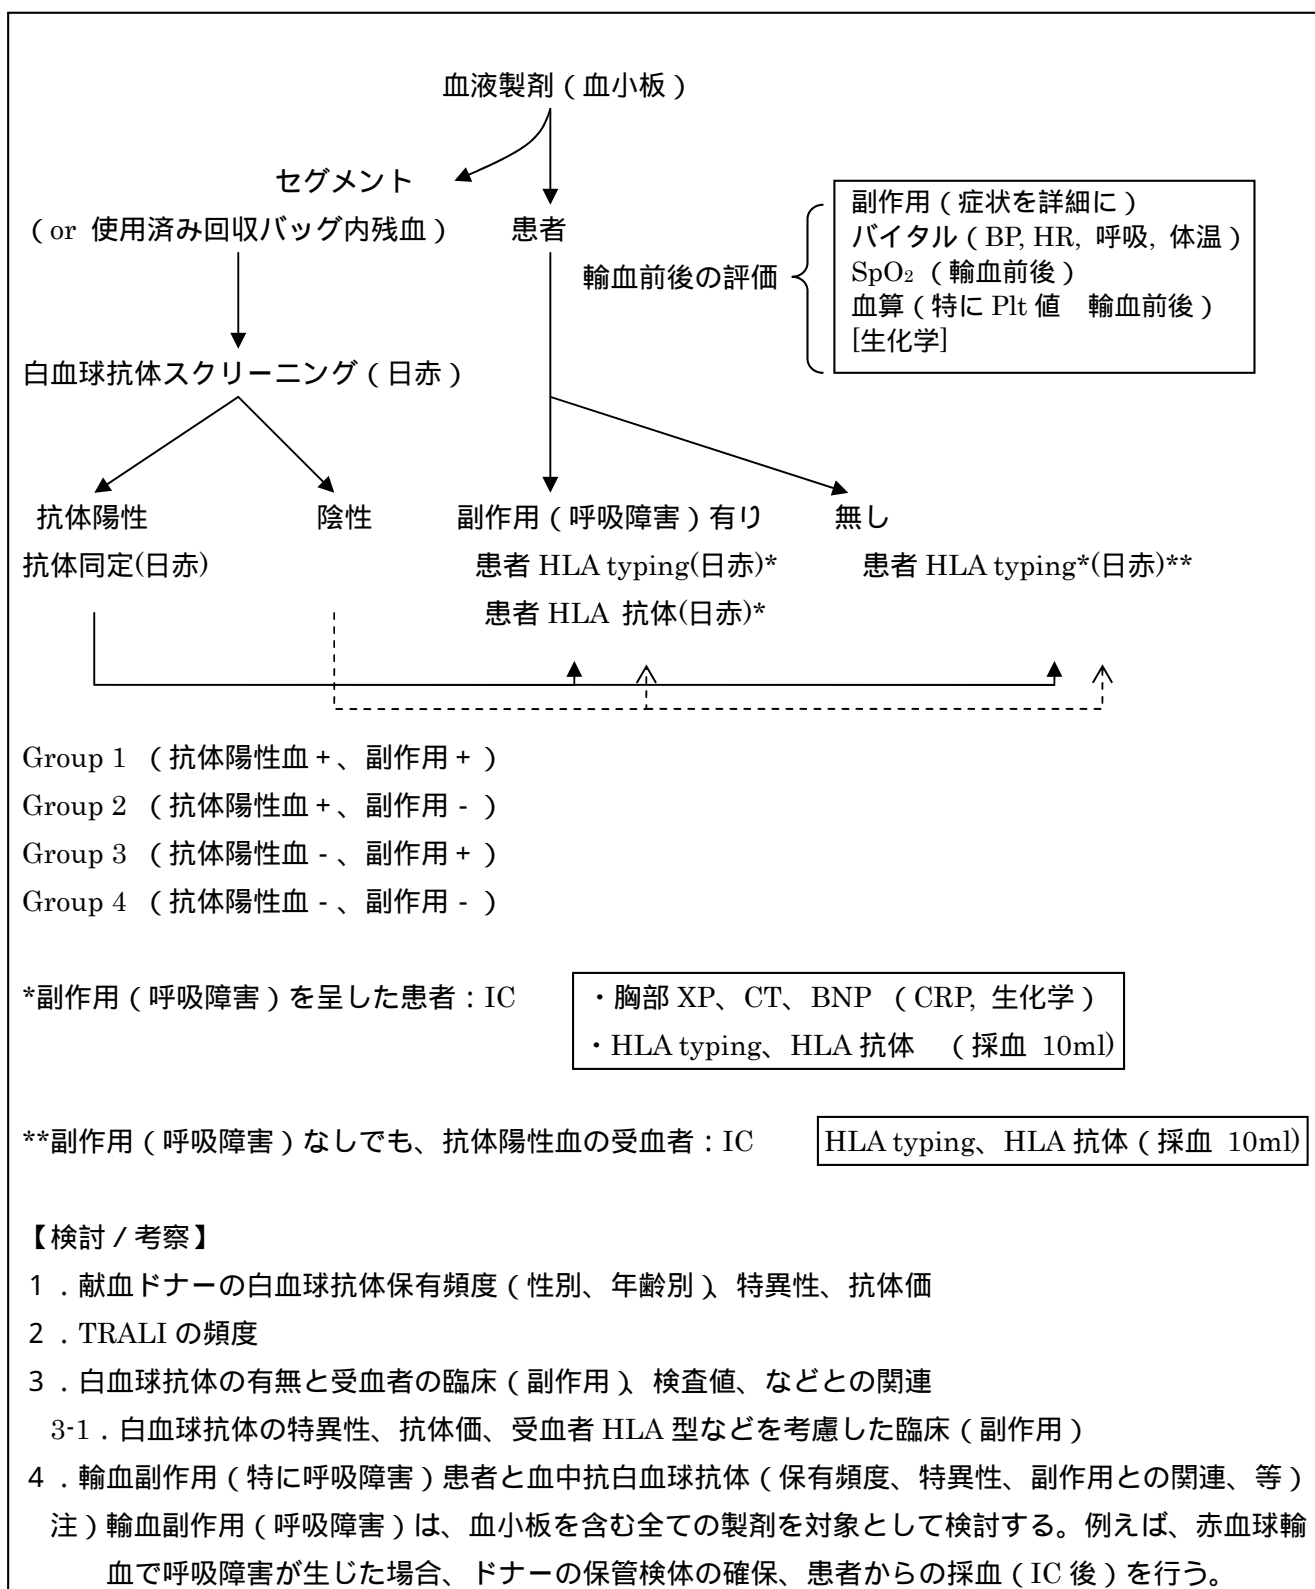 血液製剤(血小板)
セグメント
(or 使用済み回収バッグ内残血) 患者
副作用(症状を詳細に)
バイタル(BP, HR, 呼吸, 体温)
輸血前後の評価
SpO₂ (輸血前後)
血算(特に Plt 値 輸血前後)
[生化学]
白血球抗体スクリーニング(日赤)
抗体陽性 陰性 副作用(呼吸障害)有り 無し
抗体同定(日赤) 患者 HLA typing(日赤)* 患者 HLA typing*(日赤)**
患者 HLA 抗体(日赤)*
Group 1 (抗体陽性血+、副作用+)
Group 2 (抗体陽性血+、副作用-)
Group 3 (抗体陽性血-、副作用+)
Group 4 (抗体陽性血-、副作用-)
*副作用(呼吸障害)を呈した患者:IC
・胸部 XP、CT、BNP (CRP, 生化学)
・HLA typing、HLA 抗体 (採血 10ml)
**副作用(呼吸障害)なしでも、抗体陽性血の受血者:IC HLA typing、HLA 抗体(採血 10ml)
【検討/考察】
1.献血ドナーの白血球抗体保有頻度(性別、年齢別)、特異性、抗体価
2.TRALI の頻度
3.白血球抗体の有無と受血者の臨床(副作用)、検査値、などとの関連
3-1.白血球抗体の特異性、抗体価、受血者 HLA 型などを考慮した臨床(副作用)
4.輸血副作用(特に呼吸障害)患者と血中抗白血球抗体(保有頻度、特異性、副作用との関連、等)
注)輸血副作用(呼吸障害)は、血小板を含む全ての製剤を対象として検討する。例えば、赤血球輸
血で呼吸障害が生じた場合、ドナーの保管検体の確保、患者からの採血(IC 後)を行う。